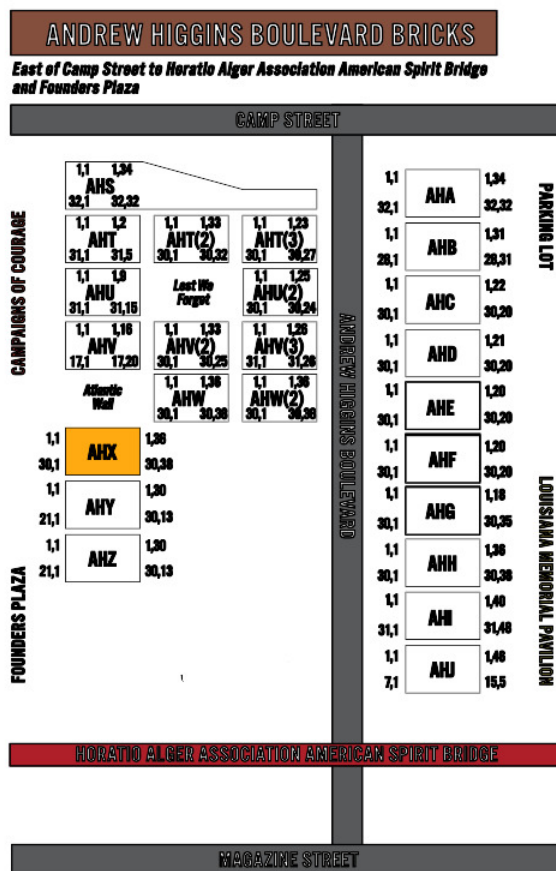 ANDREW HIGGINS BOULEVARD BRICKS
East of Camp Street to Horatio Alger Association American Spirit Bridge
and Founders Plaza
CAMP STREET
CAMPAIGNS OF COURAGE
1,1 1,34
AHS
32,1 32,32
1,1 1,2
AHT
31,1 31,5
1,1 1,33
AHT(2)
30,1 30,32
1,1 1,23
AHT(3)
30,1 30,27
1,1 1,9
AHU
31,1 31,15
Lest We
Forget
1,1 1,25
AHU(2)
30,1 30,24
1,1 1,16
AHV
17,1 17,20
1,1 1,33
AHV(2)
30,1 30,25
1,1 1,26
AHV(3)
31,1 31,26
Atlantic
Wall
1,1 1,36
AHW
30,1 30,36
1,1 1,36
AHW(2)
30,1 36,36
1,1 1,36
AHX
30,1 30,38
1,1 1,30
AHY
21,1 30,13
1,1 1,30
AHZ
21,1 30,13
FOUNDERS PLAZA
ANDREW HIGGINS BOULEVARD
1,1 1,34
AHA
32,1 32,32
1,1 1,31
AHB
28,1 28,31
1,1 1,22
AHC
30,1 30,20
1,1 1,21
AHD
30,1 30,20
1,1 1,20
AHE
30,1 30,20
1,1 1,20
AHF
30,1 30,20
1,1 1,18
AHG
30,1 30,35
1,1 1,36
AHH
30,1 30,38
1,1 1,40
AHI
31,1 31,48
1,1 1,48
AHJ
7,1 15,5
PARKING LOT
LOUISIANA MEMORIAL PAVILION
HORATIO ALGER ASSOCIATION AMERICAN SPIRIT BRIDGE
MAGAZINE STREET